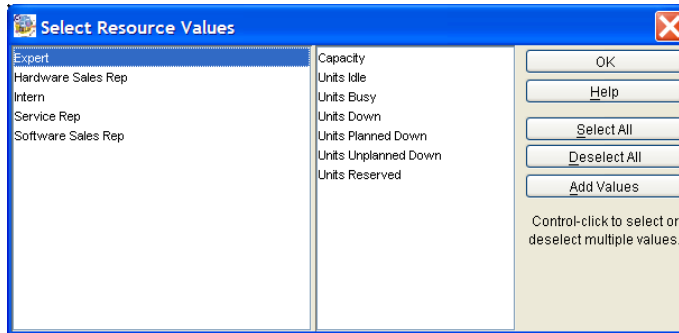 Select Resource Values
Expert
Hardware Sales Rep
Intern
Service Rep
Software Sales Rep
Capacity
Units Idle
Units Busy
Units Down
Units Planned Down
Units Unplanned Down
Units Reserved
OK
Help
Select All
Deselect All
Add Values
Control-click to select or
deselect multiple values.